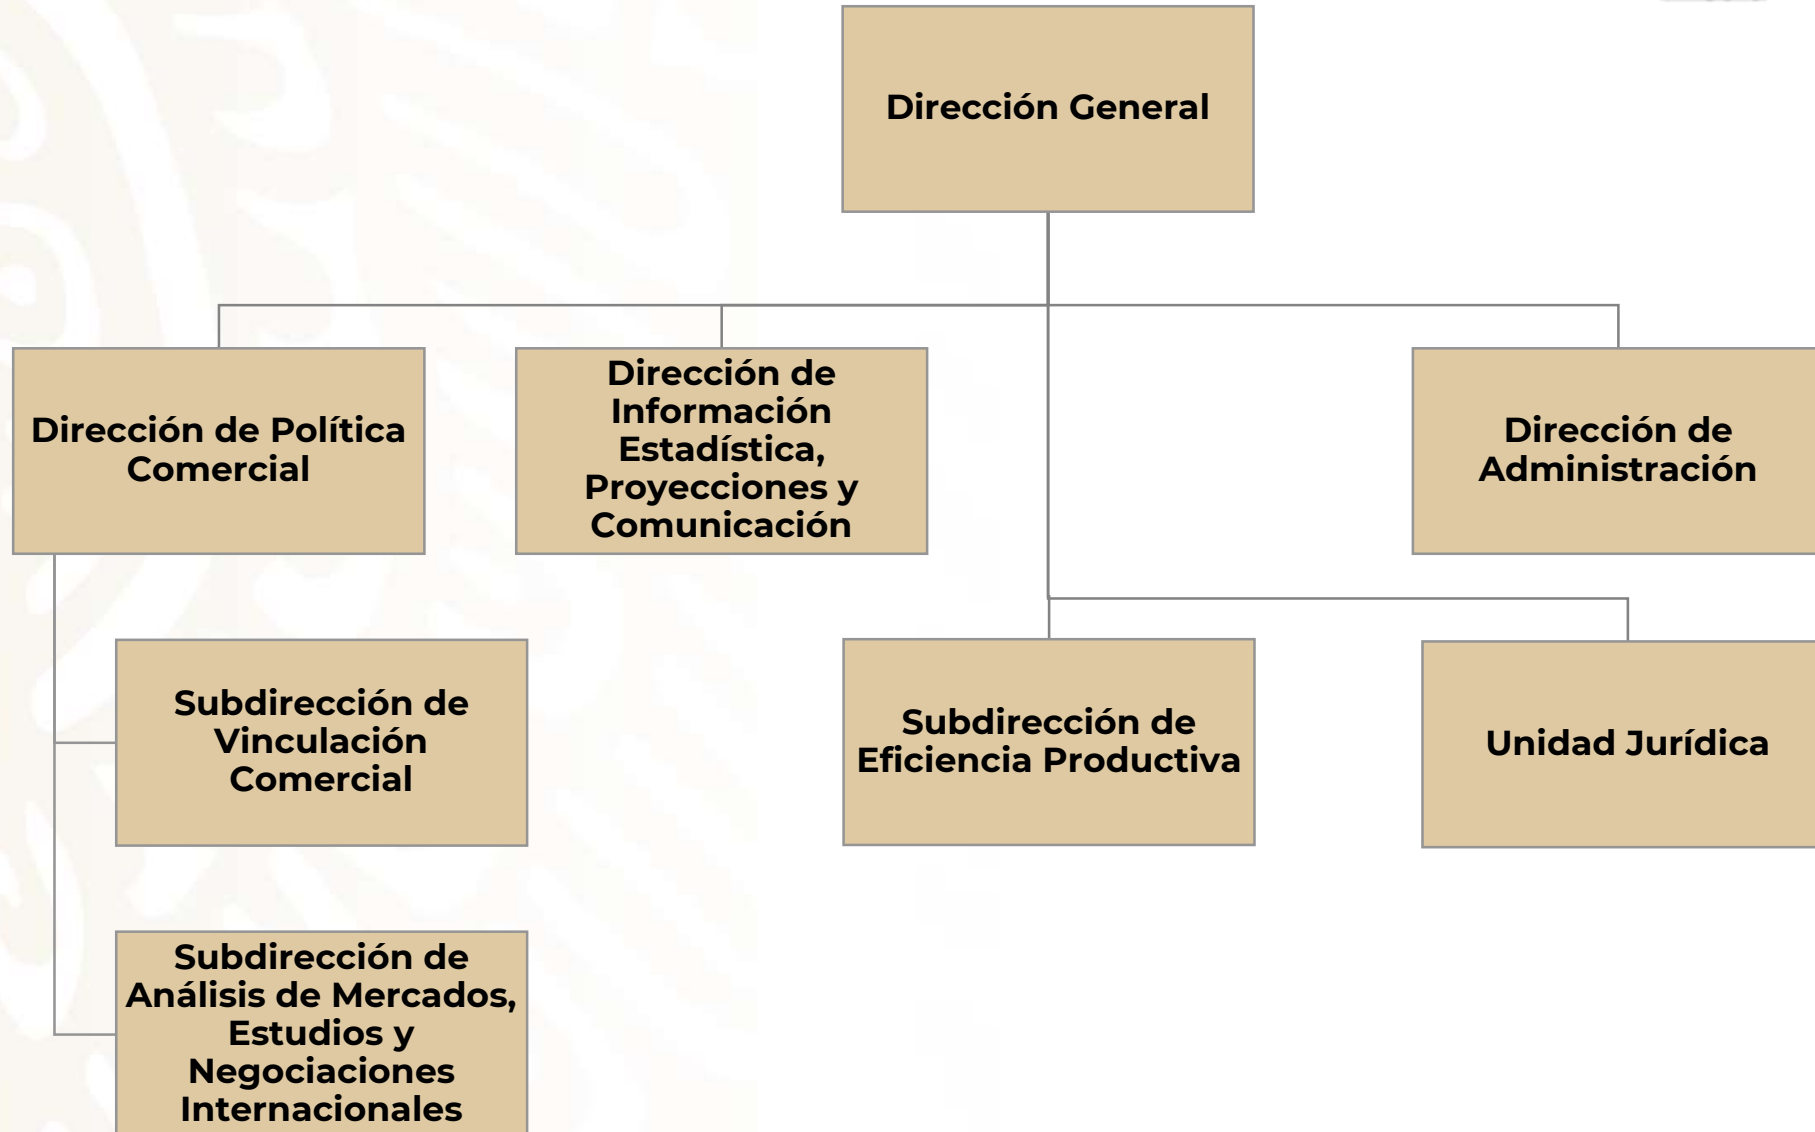 Dirección General
Dirección de Política
Comercial
Dirección de
Información
Estadística,
Proyecciones y
Comunicación
Dirección de
Administración
Subdirección de
Vinculación
Comercial
Subdirección de
Eficiencia Productiva
Unidad Jurídica
Subdirección de
Análisis de Mercados,
Estudios y
Negociaciones
Internacionales